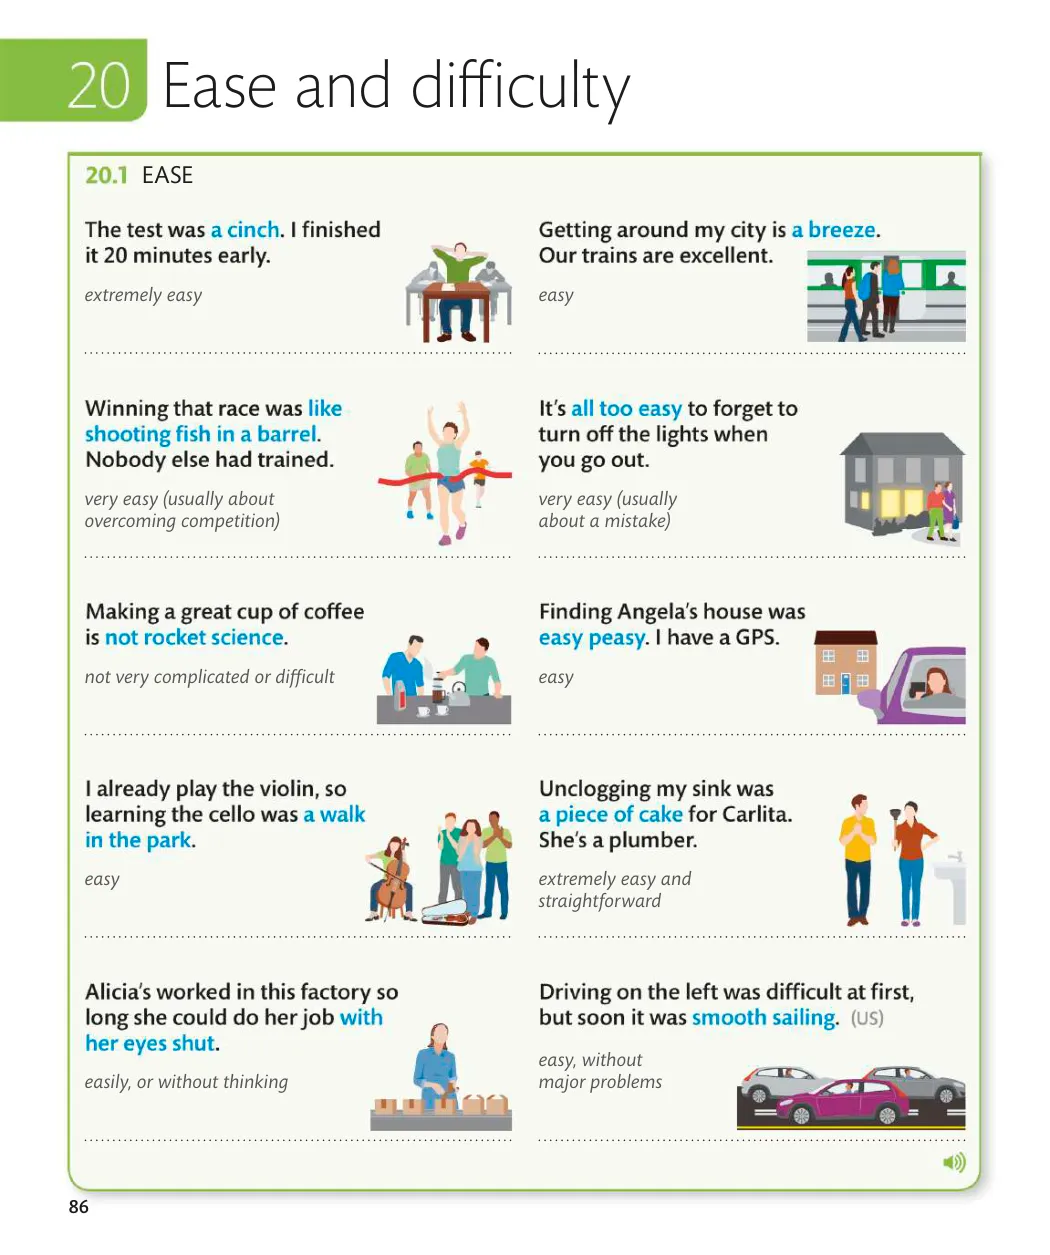 20 Ease and difficulty
20.1 EASE
The test was a cinch. I finished
it 20 minutes early.
extremely easy
Getting around my city is a breeze.
Our trains are excellent.
easy
Winning that race was like
shooting fish in a barrel.
Nobody else had trained.
very easy (usually about
overcoming competition)
It's all too easy to forget to
turn off the lights when
you go out.
very easy (usually
about a mistake)
Making a great cup of coffee
is not rocket science.
not very complicated or difficult
Finding Angela's house was
easy peasy. I have a GPS.
easy
I already play the violin, so
learning the cello was a walk
in the park.
easy
Unclogging my sink was
a piece of cake for Carlita.
She's a plumber.
extremely easy and
straightforward
Alicia's worked in this factory so
long she could do her job with
her eyes shut.
easily, or without thinking
Driving on the left was difficult at first,
but soon it was smooth sailing. (US)
easy, without
major problems
86